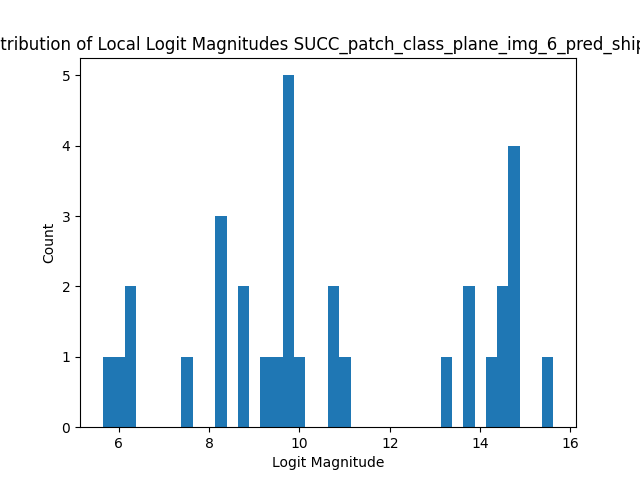 tribution of Local Logit Magnitudes SUCC_patch_class_plane_img_6_pred_ship
5
4
3
2
1
0
Count
6 8 10 12 14 16
Logit Magnitude